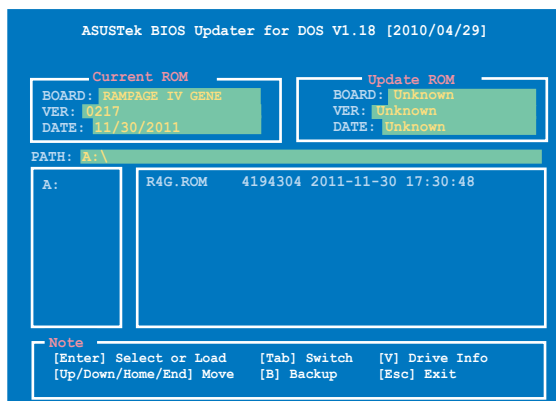 ASUSTek BIOS Updater for DOS V1.18 [2010/04/29]
Current ROM
BOARD: RAMPAGE IV GENE
VER: 0217
DATE: 11/30/2011
Update ROM
BOARD: Unknown
VER: Unknown
DATE: Unknown
PATH: A:\
A:
R4G.ROM 4194304 2011-11-30 17:30:48
Note
[Enter] Select or Load [Tab] Switch [V] Drive Info
[Up/Down/Home/End] Move [B] Backup [Esc] Exit